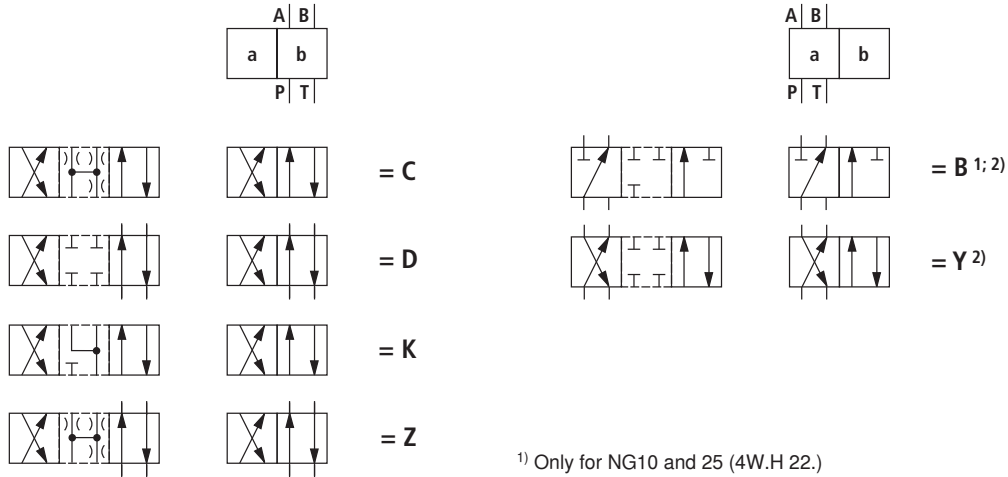 A B
a b
P T
A B
a b
P T
= C
= B 1; 2)
= D
= Y 2)
= K
= Z
1) Only for NG10 and 25 (4W.H 22.)